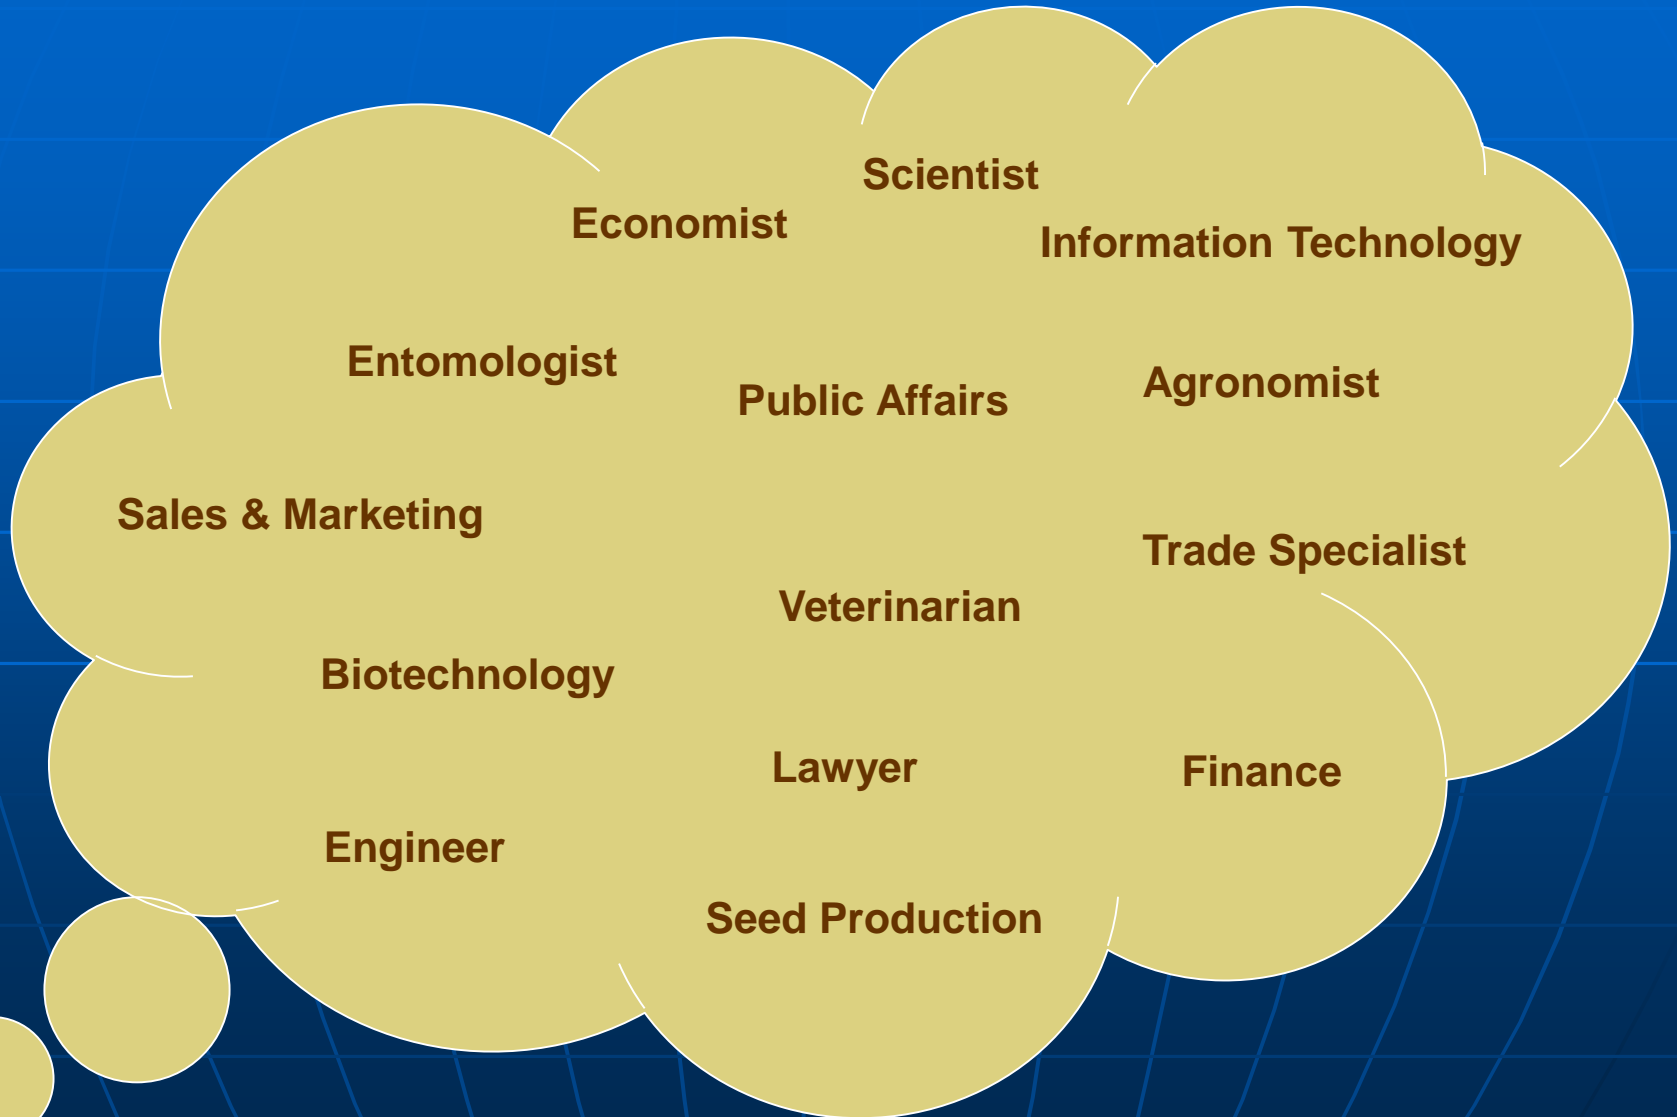 Scientist
Economist
Information Technology
Entomologist
Public Affairs
Agronomist
Sales & Marketing
Trade Specialist
Veterinarian
Biotechnology
Lawyer
Finance
Engineer
Seed Production